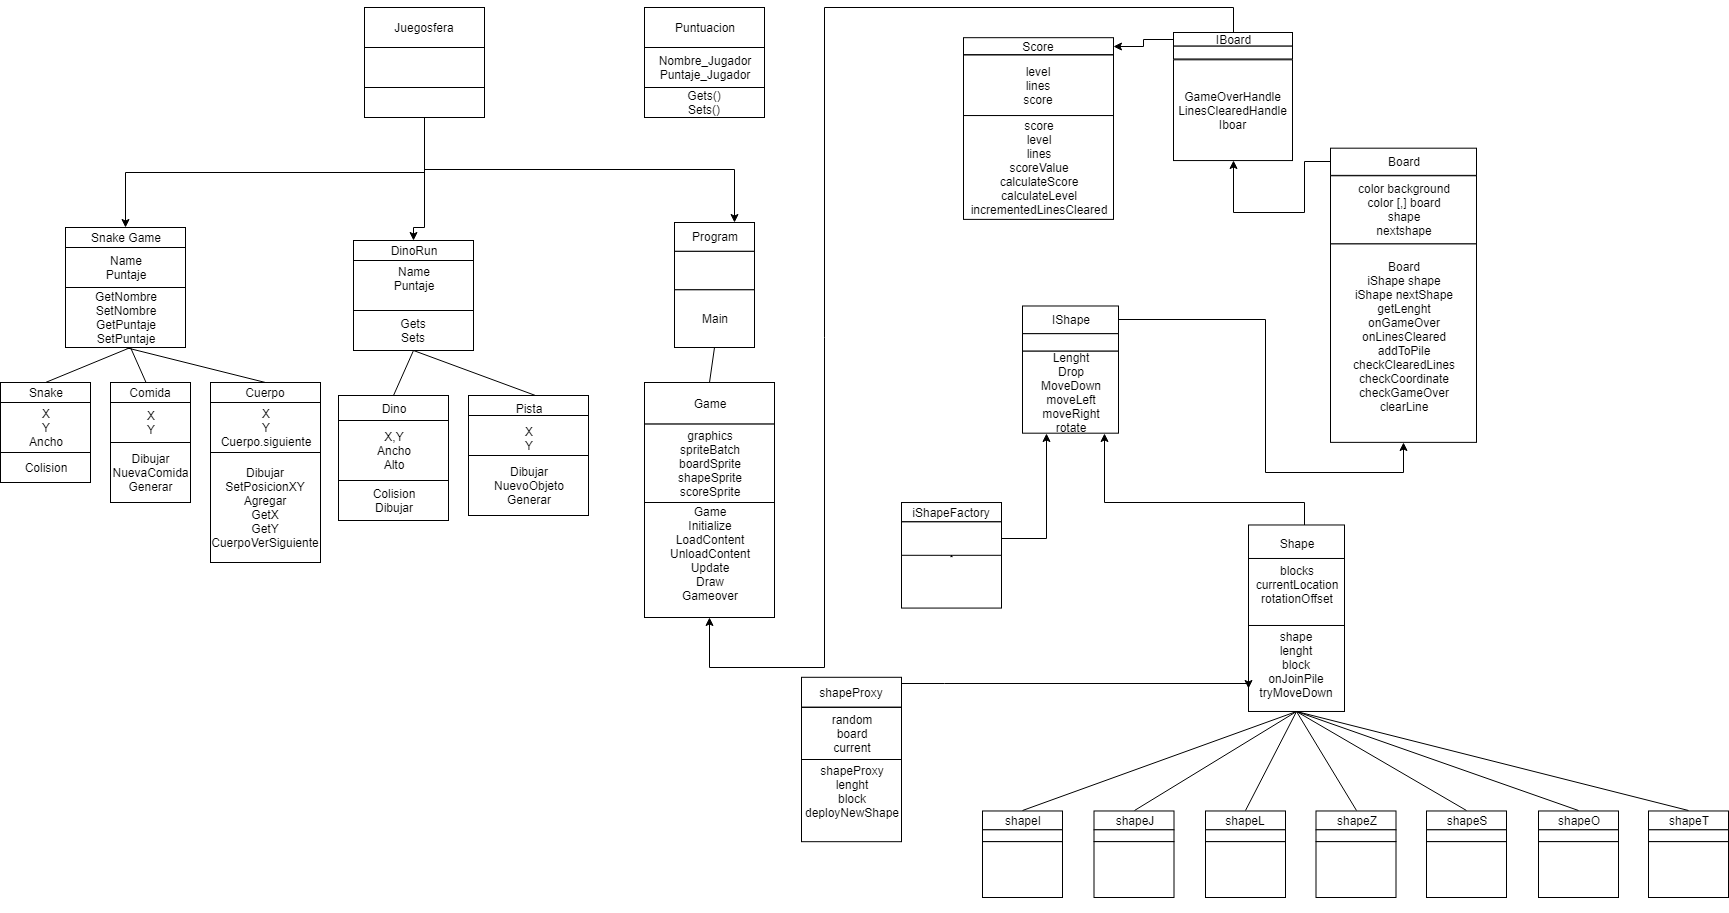 Juegosfera
Puntuacion
Nombre_Jugador
Puntaje_Jugador
Gets()
Sets()
Score
level
lines
score
score
level
lines
scoreValue
calculateScore
calculateLevel
incrementedLinesCleared
IBoard
GameOverHandle
LinesClearedHandle
Iboar
Board
color background
color [,] board
shape
nextshape
Board
iShape shape
iShape nextShape
getLenght
onGameOver
onLinesCleared
addToPile
checkClearedLines
checkCoordinate
checkGameOver
clearLine
Snake Game
Name
Puntaje
GetNombre
SetNombre
GetPuntaje
SetPuntaje
DinoRun
Name
Puntaje
Gets
Sets
Program
Main
IShape
Lenght
Drop
MoveDown
moveLeft
moveRight
rotate
Snake
X
Y
Ancho
Colision
Comida
X
Y
Dibujar
NuevaComida
Generar
Cuerpo
X
Y
Cuerpo.siguiente
Dibujar
SetPosicionXY
Agregar
GetX
GetY
CuerpoVerSiguiente
Dino
X,Y
Ancho
Alto
Colision
Dibujar
Pista
X
Y
Dibujar
NuevoObjeto
Generar
Game
graphics
spriteBatch
boardSprite
shapeSprite
scoreSprite
Game
Initialize
LoadContent
UnloadContent
Update
Draw
Gameover
iShapeFactory
Shape
blocks
currentLocation
rotationOffset
shape
lenght
block
onJoinPile
tryMoveDown
shapeProxy
random
board
current
shapeProxy
lenght
block
deployNewShape
shapeI
shapeJ
shapeL
shapeZ
shapeS
shapeO
shapeT